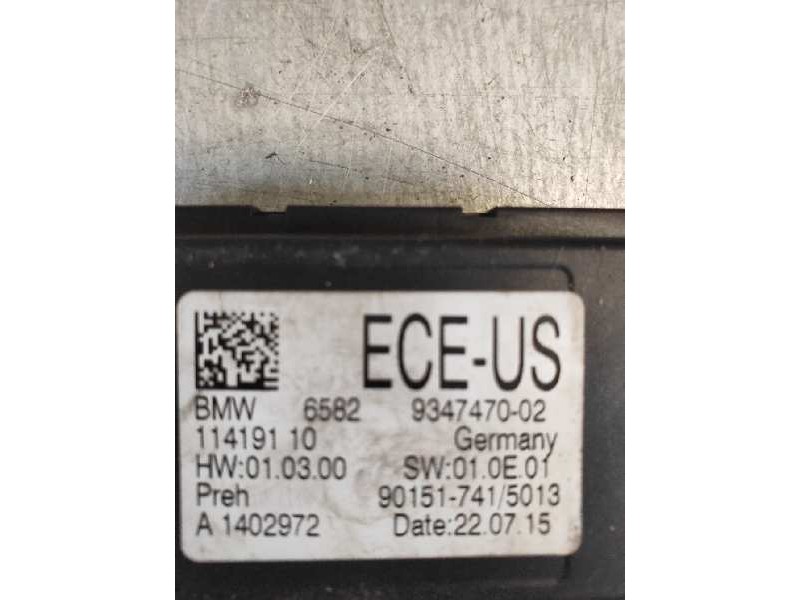 ECE-US
BMW 6582 9347470-02
114191 10 Germany
HW:01.03.00 SW:01.0E.01
Preh 90151-741/5013
A 1402972 Date:22.07.15